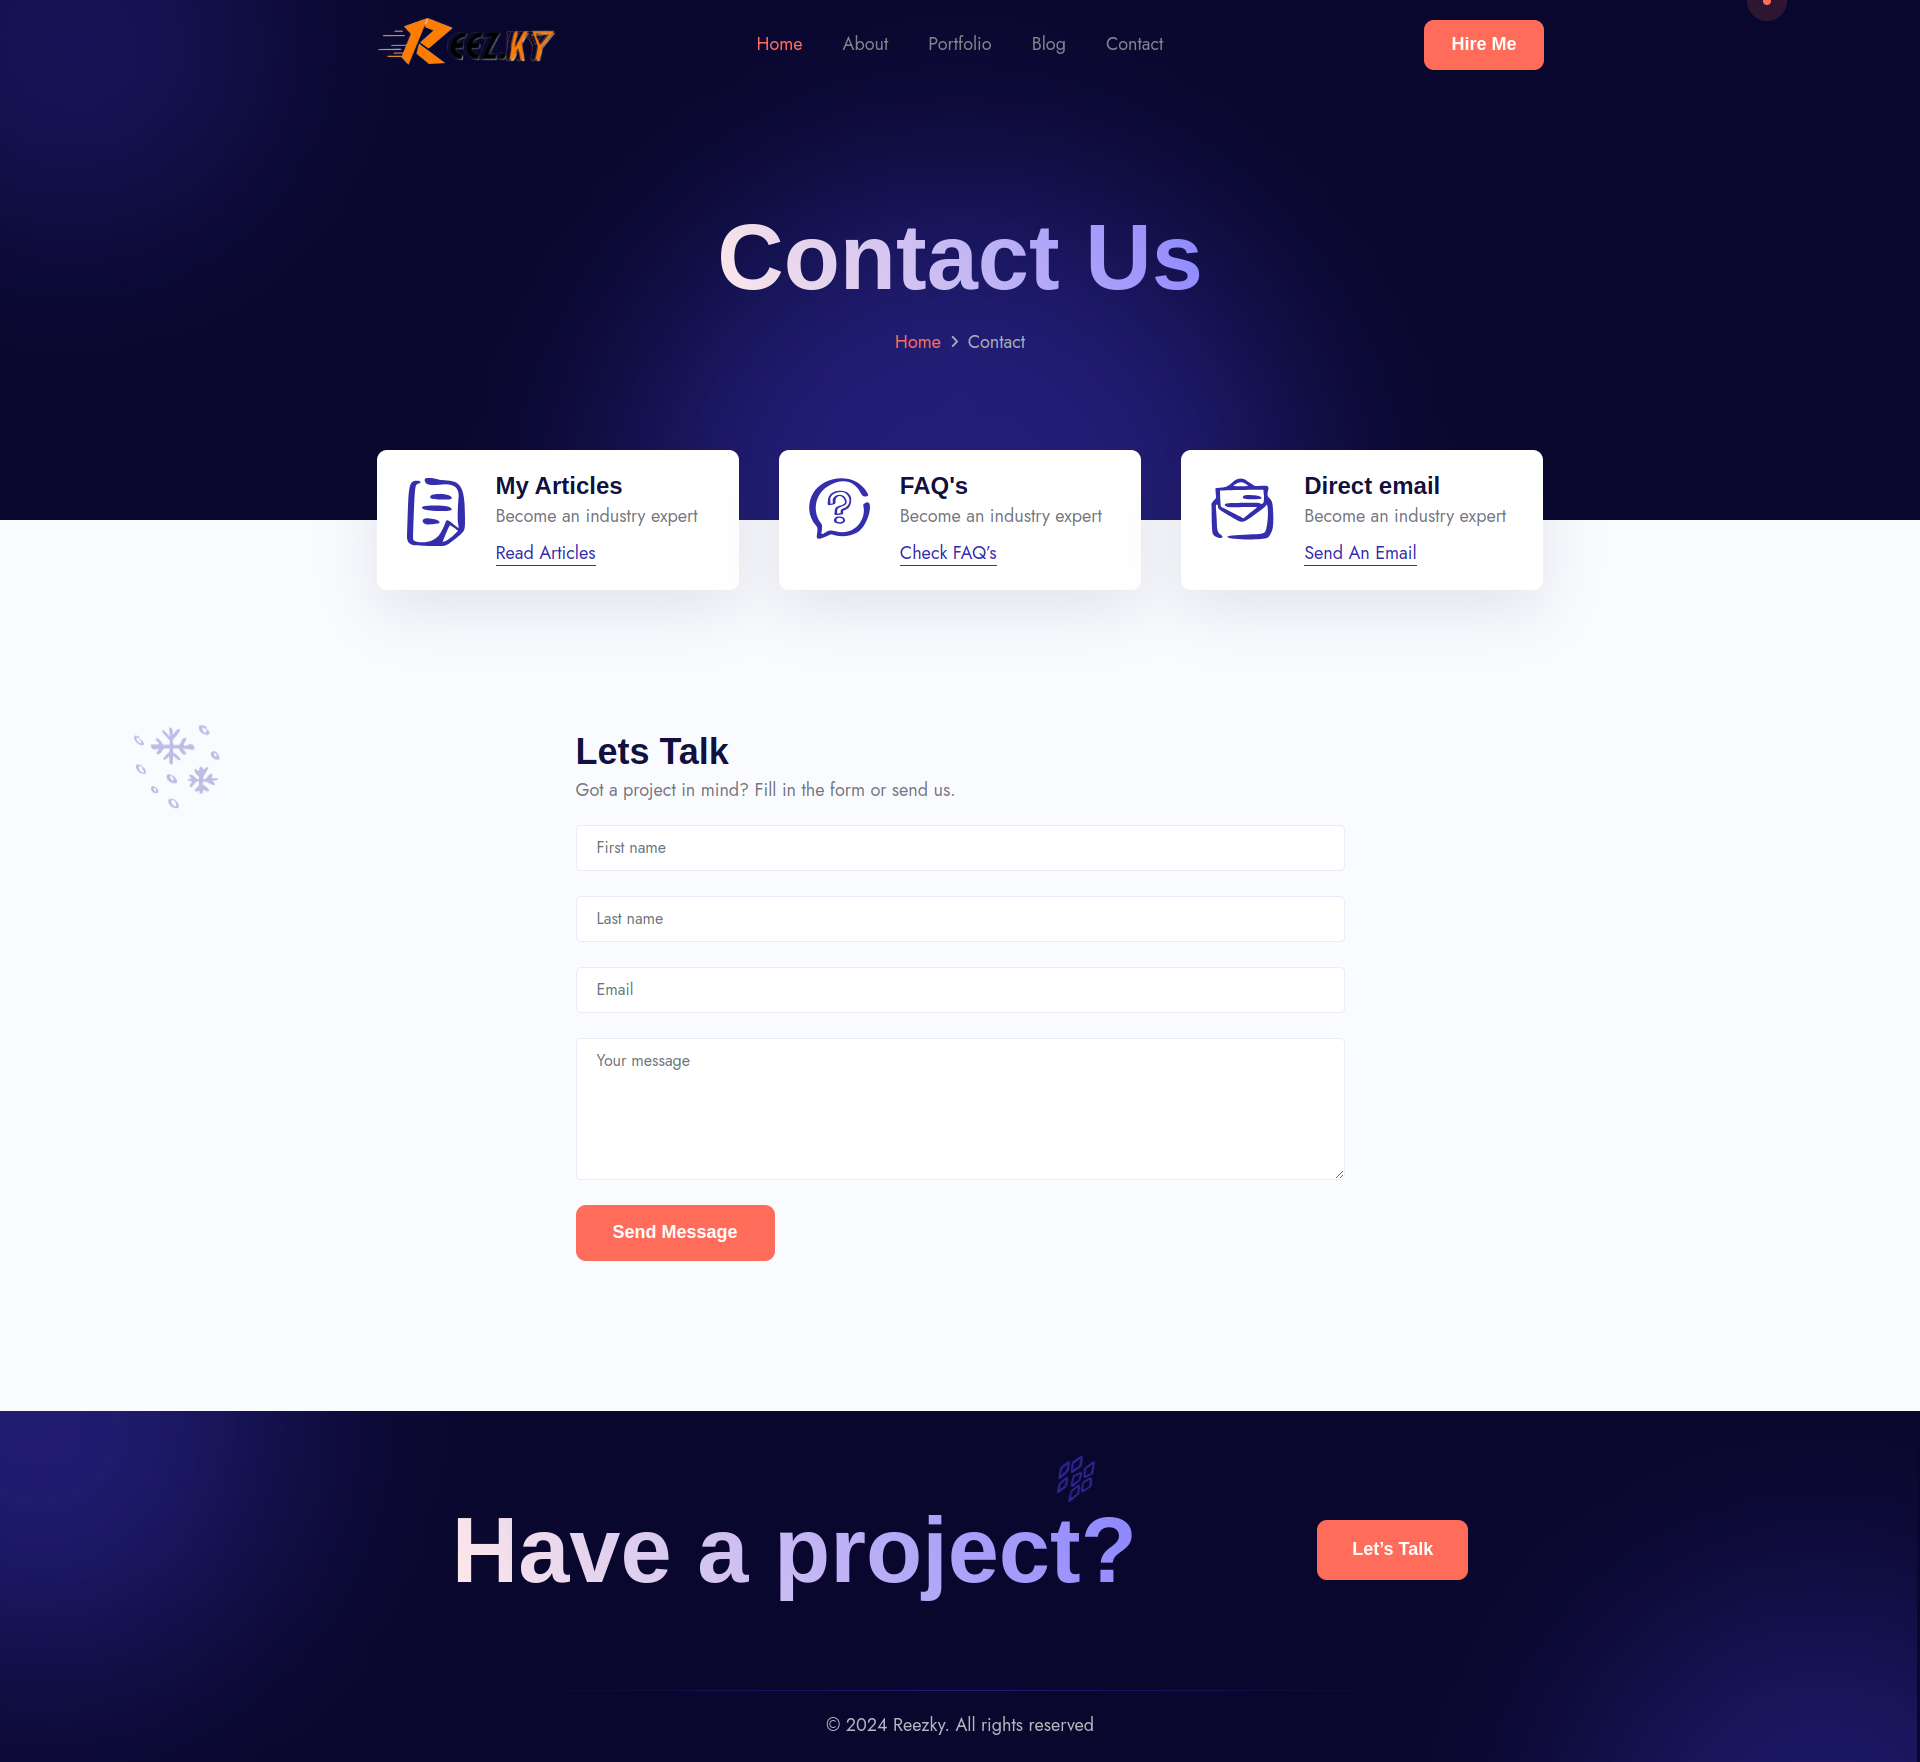 REEZ.KY
Home About Portfolio Blog Contact
Hire Me
Contact Us
Home > Contact
My Articles
Become an industry expert
Read Articles
FAQ's
Become an industry expert
Check FAQ’s
Direct email
Become an industry expert
Send An Email
Lets Talk
Got a project in mind? Fill in the form or send us.
First name
Last name
Email
Your message
Send Message
Have a project?
Let’s Talk
© 2024 Reezky. All rights reserved